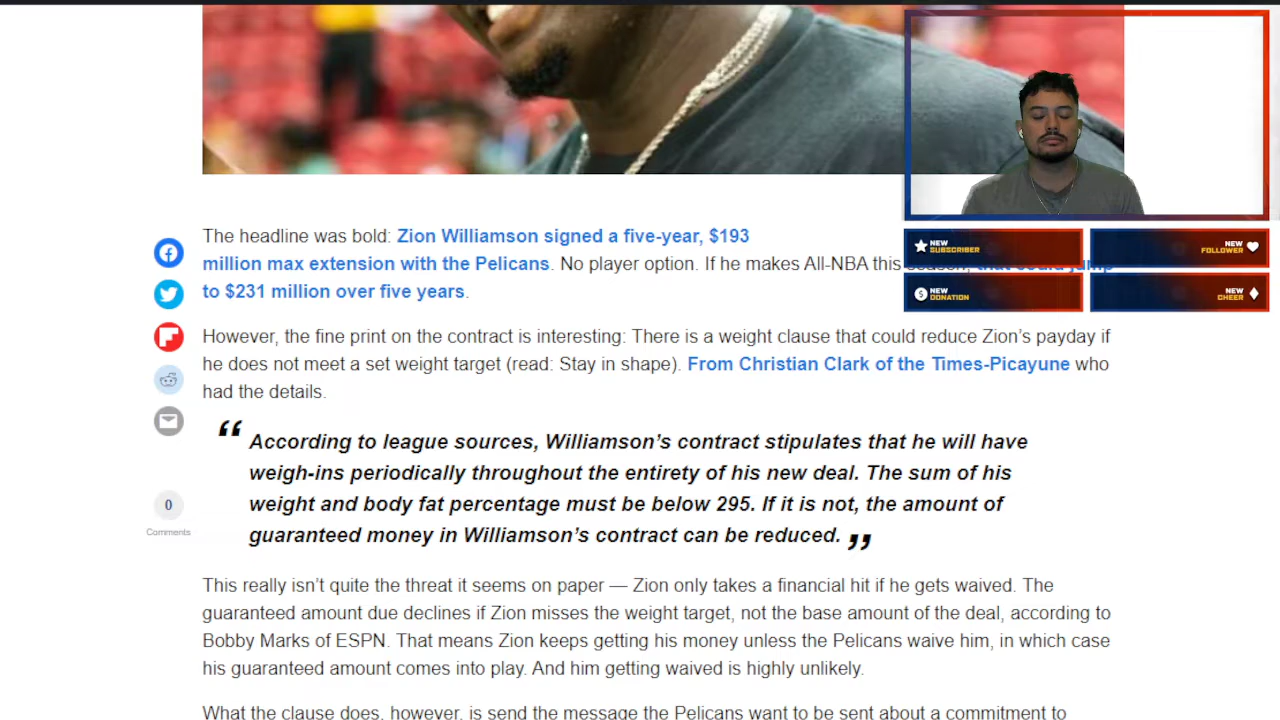 The headline was bold: Zion Williamson signed a five-year, $193
million max extension with the Pelicans. No player option. If he makes All-NBA this season, that could jump
to $231 million over five years.
However, the fine print on the contract is interesting: There is a weight clause that could reduce Zion’s payday if
he does not meet a set weight target (read: Stay in shape). From Christian Clark of the Times-Picayune who
had the details.
“ According to league sources, Williamson’s contract stipulates that he will have
weigh-ins periodically throughout the entirety of his new deal. The sum of his
weight and body fat percentage must be below 295. If it is not, the amount of
guaranteed money in Williamson’s contract can be reduced. ”
This really isn’t quite the threat it seems on paper — Zion only takes a financial hit if he gets waived. The
guaranteed amount due declines if Zion misses the weight target, not the base amount of the deal, according to
Bobby Marks of ESPN. That means Zion keeps getting his money unless the Pelicans waive him, in which case
his guaranteed amount comes into play. And him getting waived is highly unlikely.
What the clause does, however, is send the message the Pelicans want to be sent about a commitment to
0
Comments
NEW
SUBSCRIBER
NEW
FOLLOWER
$ NEW
DONATION
NEW
CHEER